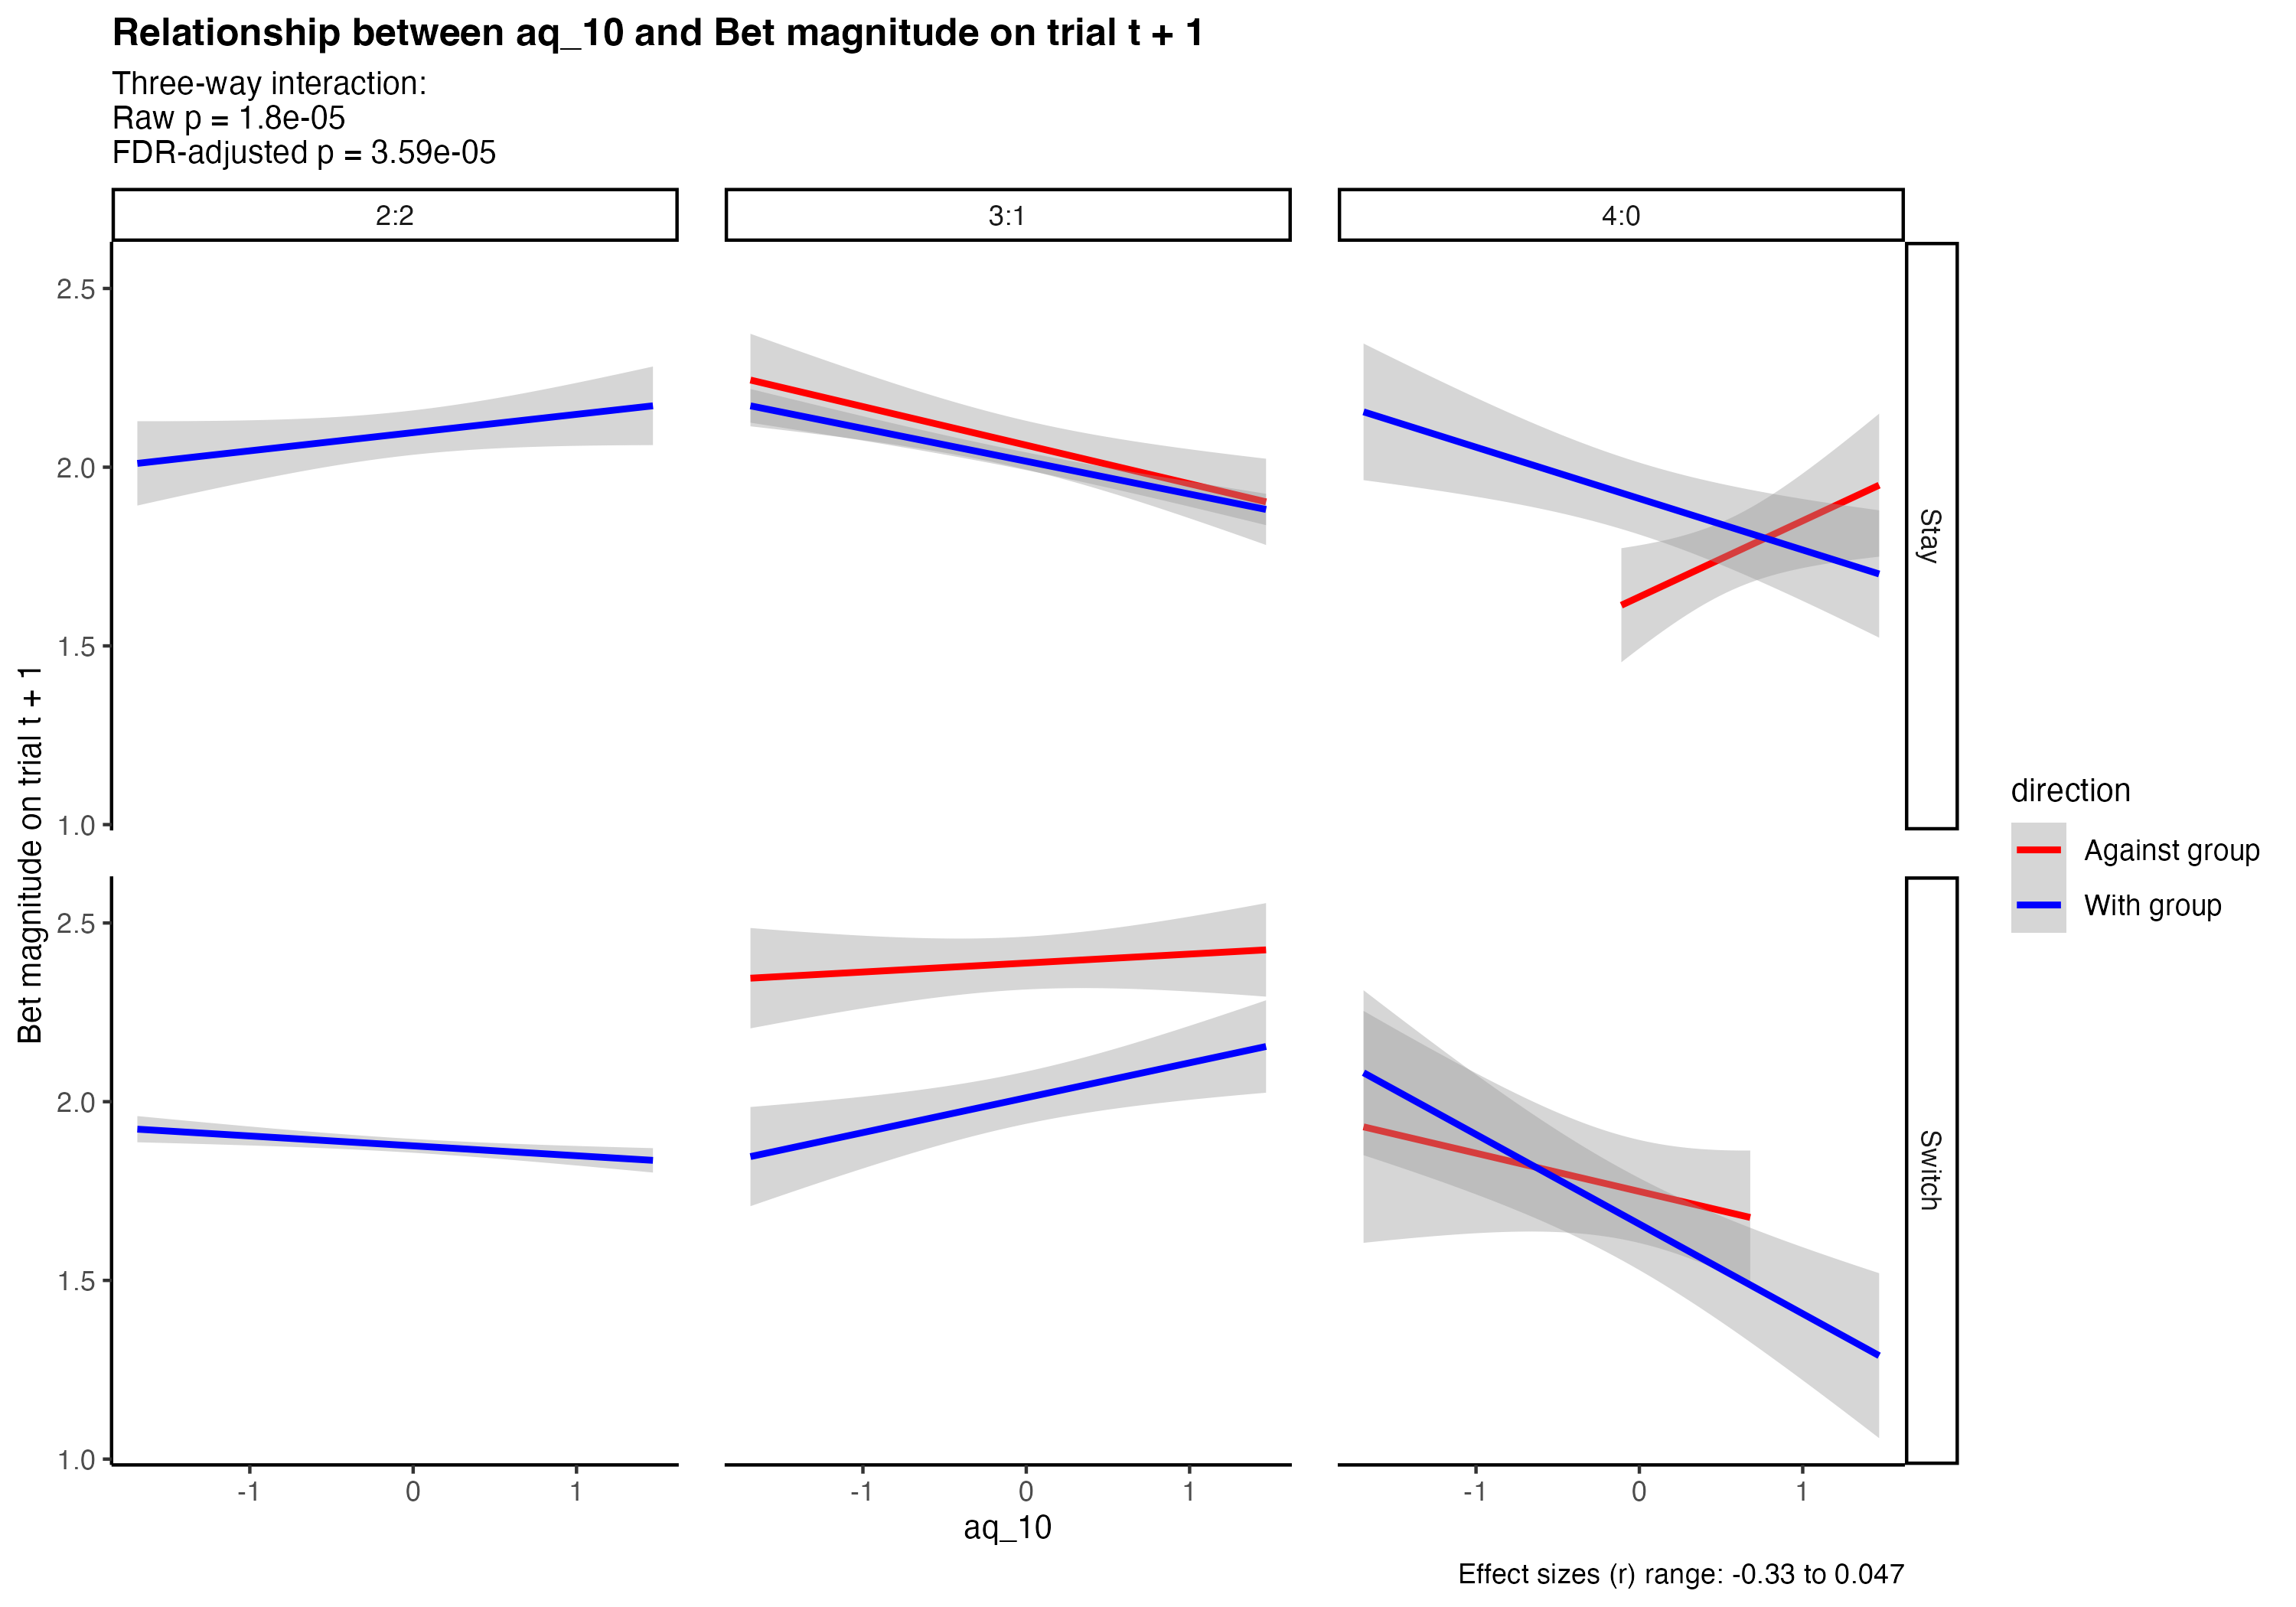 Relationship between aq_10 and Bet magnitude on trial t + 1
Three-way interaction:
Raw p = 1.8e-05
FDR-adjusted p = 3.59e-05
2:2
3:1
4:0
2.5
2.0
1.5
1.0
Stay
2.5
2.0
1.5
1.0
Switch
Bet magnitude on trial t + 1
-1
0
1
-1
0
1
-1
0
1
aq_10
direction
Against group
With group
Effect sizes (r) range: -0.33 to 0.047